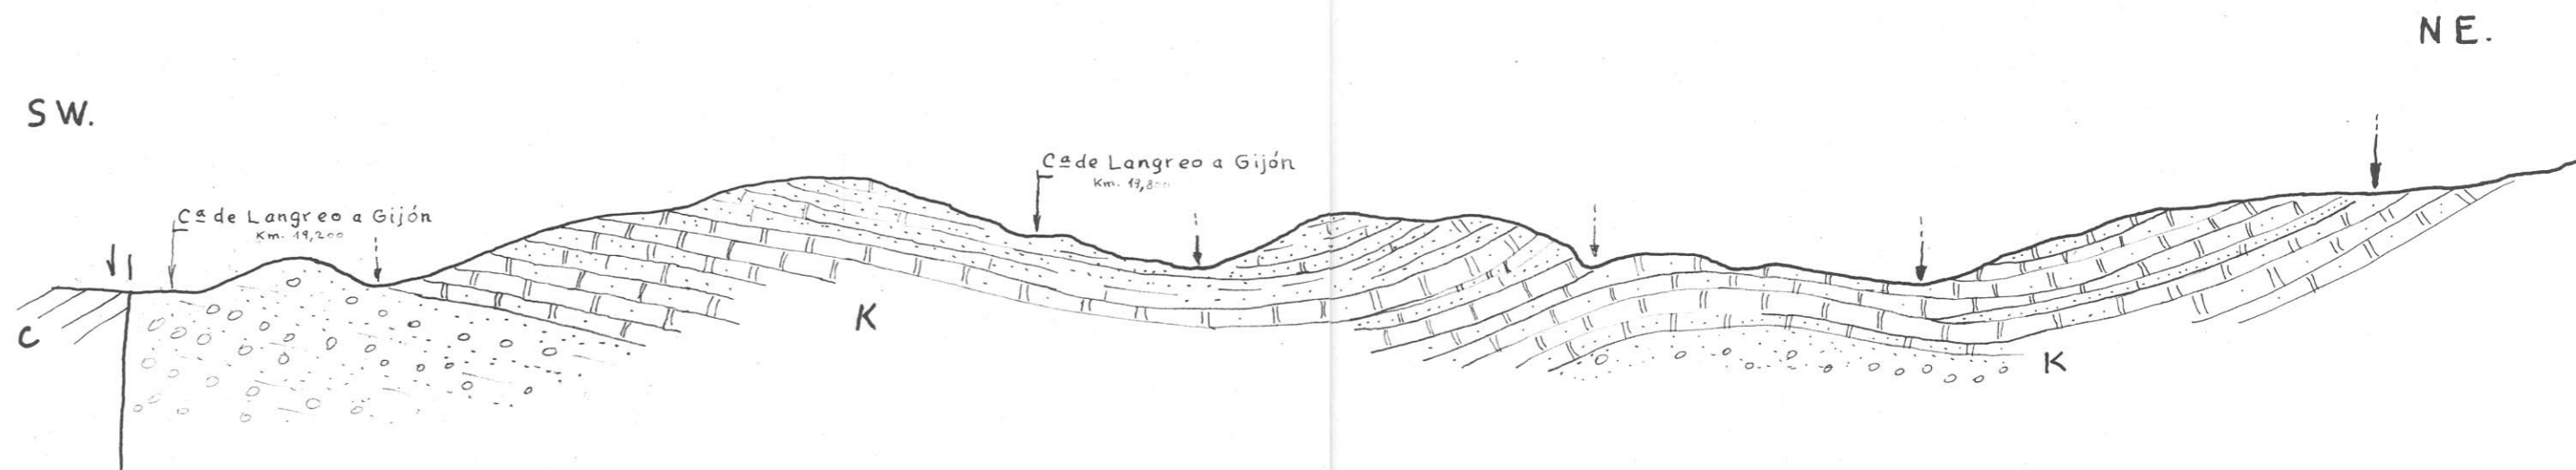 SW.
NE.
Cª de Langreo a Gijón
Km. 19,200
Cª de Langreo a Gijón
C
K
K